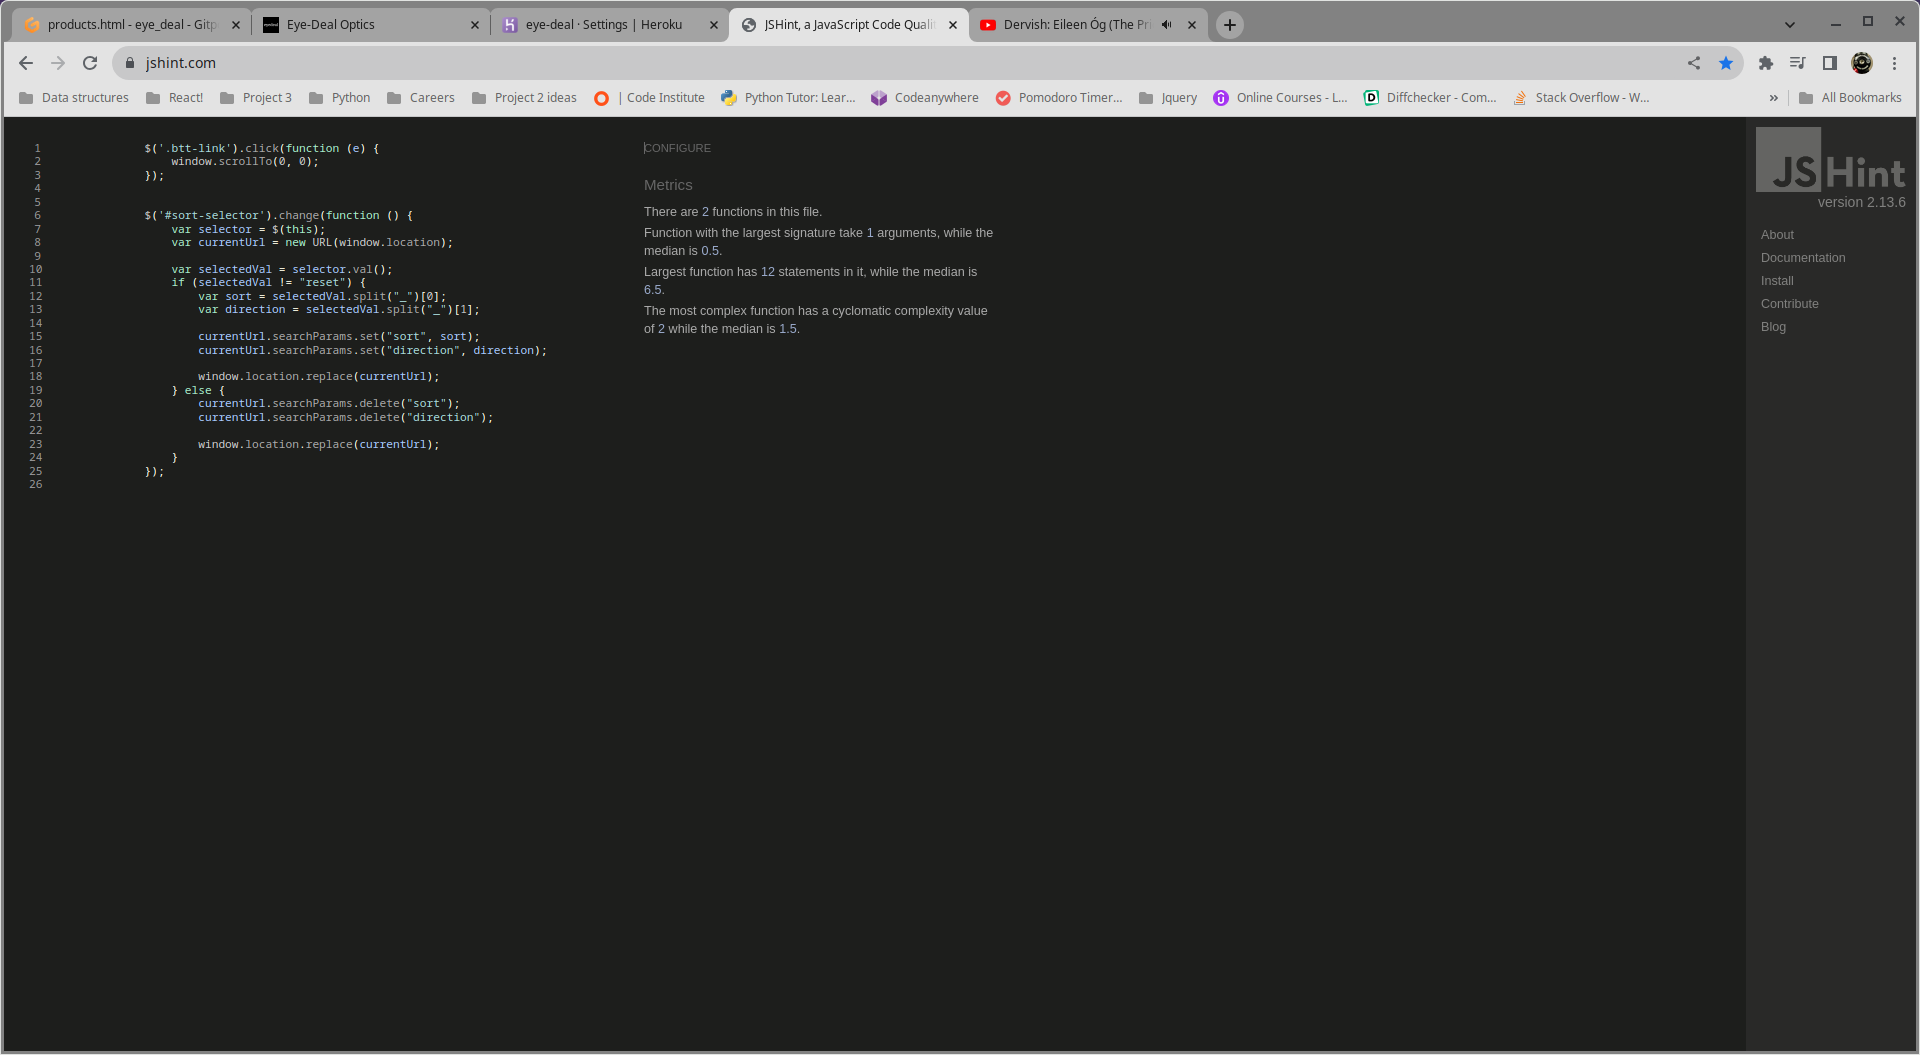 products.html - eye_deal - Gitp
Eye-Deal Optics
eye-deal · Settings | Heroku
JSHint, a JavaScript Code Quali
Dervish: Eileen Óg (The Pri
jshint.com
Data structures
React!
Project 3
Python
Careers
Project 2 ideas
| Code Institute
Python Tutor: Lear...
Codeanywhere
Pomodoro Timer...
Jquery
Online Courses - L...
Diffchecker - Com...
Stack Overflow - W...
»
All Bookmarks
1 $('.btt-link').click(function (e) {
2 window.scrollTo(0, 0);
3 });
4
5
6 $('#sort-selector').change(function () {
7 var selector = $(this);
8 var currentUrl = new URL(window.location);
9
10 var selectedVal = selector.val();
11 if (selectedVal != "reset") {
12 var sort = selectedVal.split("_")[0];
13 var direction = selectedVal.split("_")[1];
14
15 currentUrl.searchParams.set("sort", sort);
16 currentUrl.searchParams.set("direction", direction);
17
18 window.location.replace(currentUrl);
19 } else {
20 currentUrl.searchParams.delete("sort");
21 currentUrl.searchParams.delete("direction");
22
23 window.location.replace(currentUrl);
24 }
25 });
26
CONFIGURE
Metrics
There are 2 functions in this file.
Function with the largest signature take 1 arguments, while the
median is 0.5.
Largest function has 12 statements in it, while the median is
6.5.
The most complex function has a cyclomatic complexity value
of 2 while the median is 1.5.
JSHint
version 2.13.6
About
Documentation
Install
Contribute
Blog